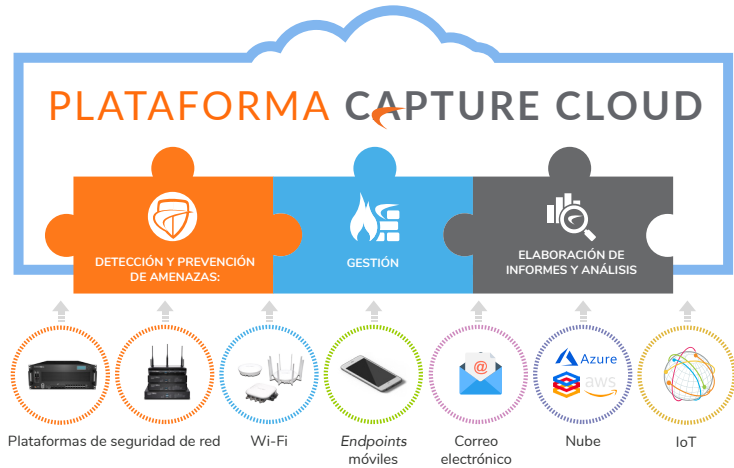 PLATAFORMA CAPTURE CLOUD
DETECCIÓN Y PREVENCIÓN
DE AMENAZAS:
GESTIÓN
ELABORACIÓN DE
INFORMES Y ANÁLISIS
@
Azure
aws
Plataformas de seguridad de red
Wi-Fi
Endpoints
móviles
Correo
electrónico
Nube
IoT